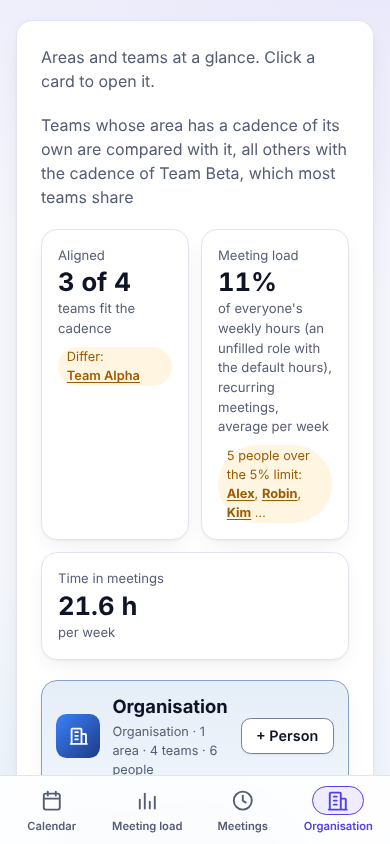 Areas and teams at a glance. Click a
card to open it.
Teams whose area has a cadence of its
own are compared with it, all others with
the cadence of Team Beta, which most
teams share
Aligned
3 of 4
teams fit the
cadence
Differ:
Team Alpha
Meeting load
11%
of everyone's
weekly hours (an
unfilled role with
the default hours),
recurring
meetings,
average per week
5 people over
the 5% limit:
Alex, Robin,
Kim ...
Time in meetings
21.6 h
per week
Organisation
Organisation · 1
area · 4 teams · 6
people
+ Person
Calendar
Meeting load
Meetings
Organisation